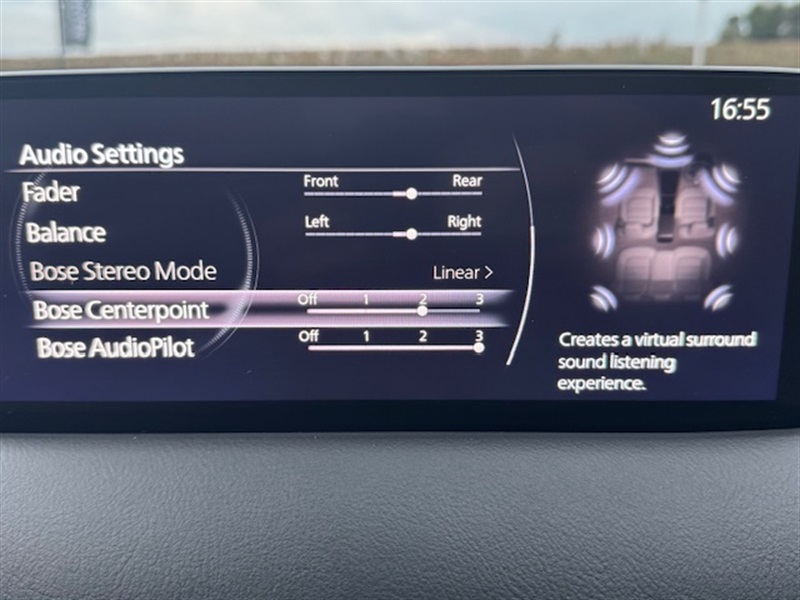 16:55
Audio Settings
Fader Front Rear
Balance Left Right
Bose Stereo Mode Linear >
Bose Centerpoint Off 1 2 3
Bose AudioPilot Off 1 2 3
Creates a virtual surround
sound listening
experience.